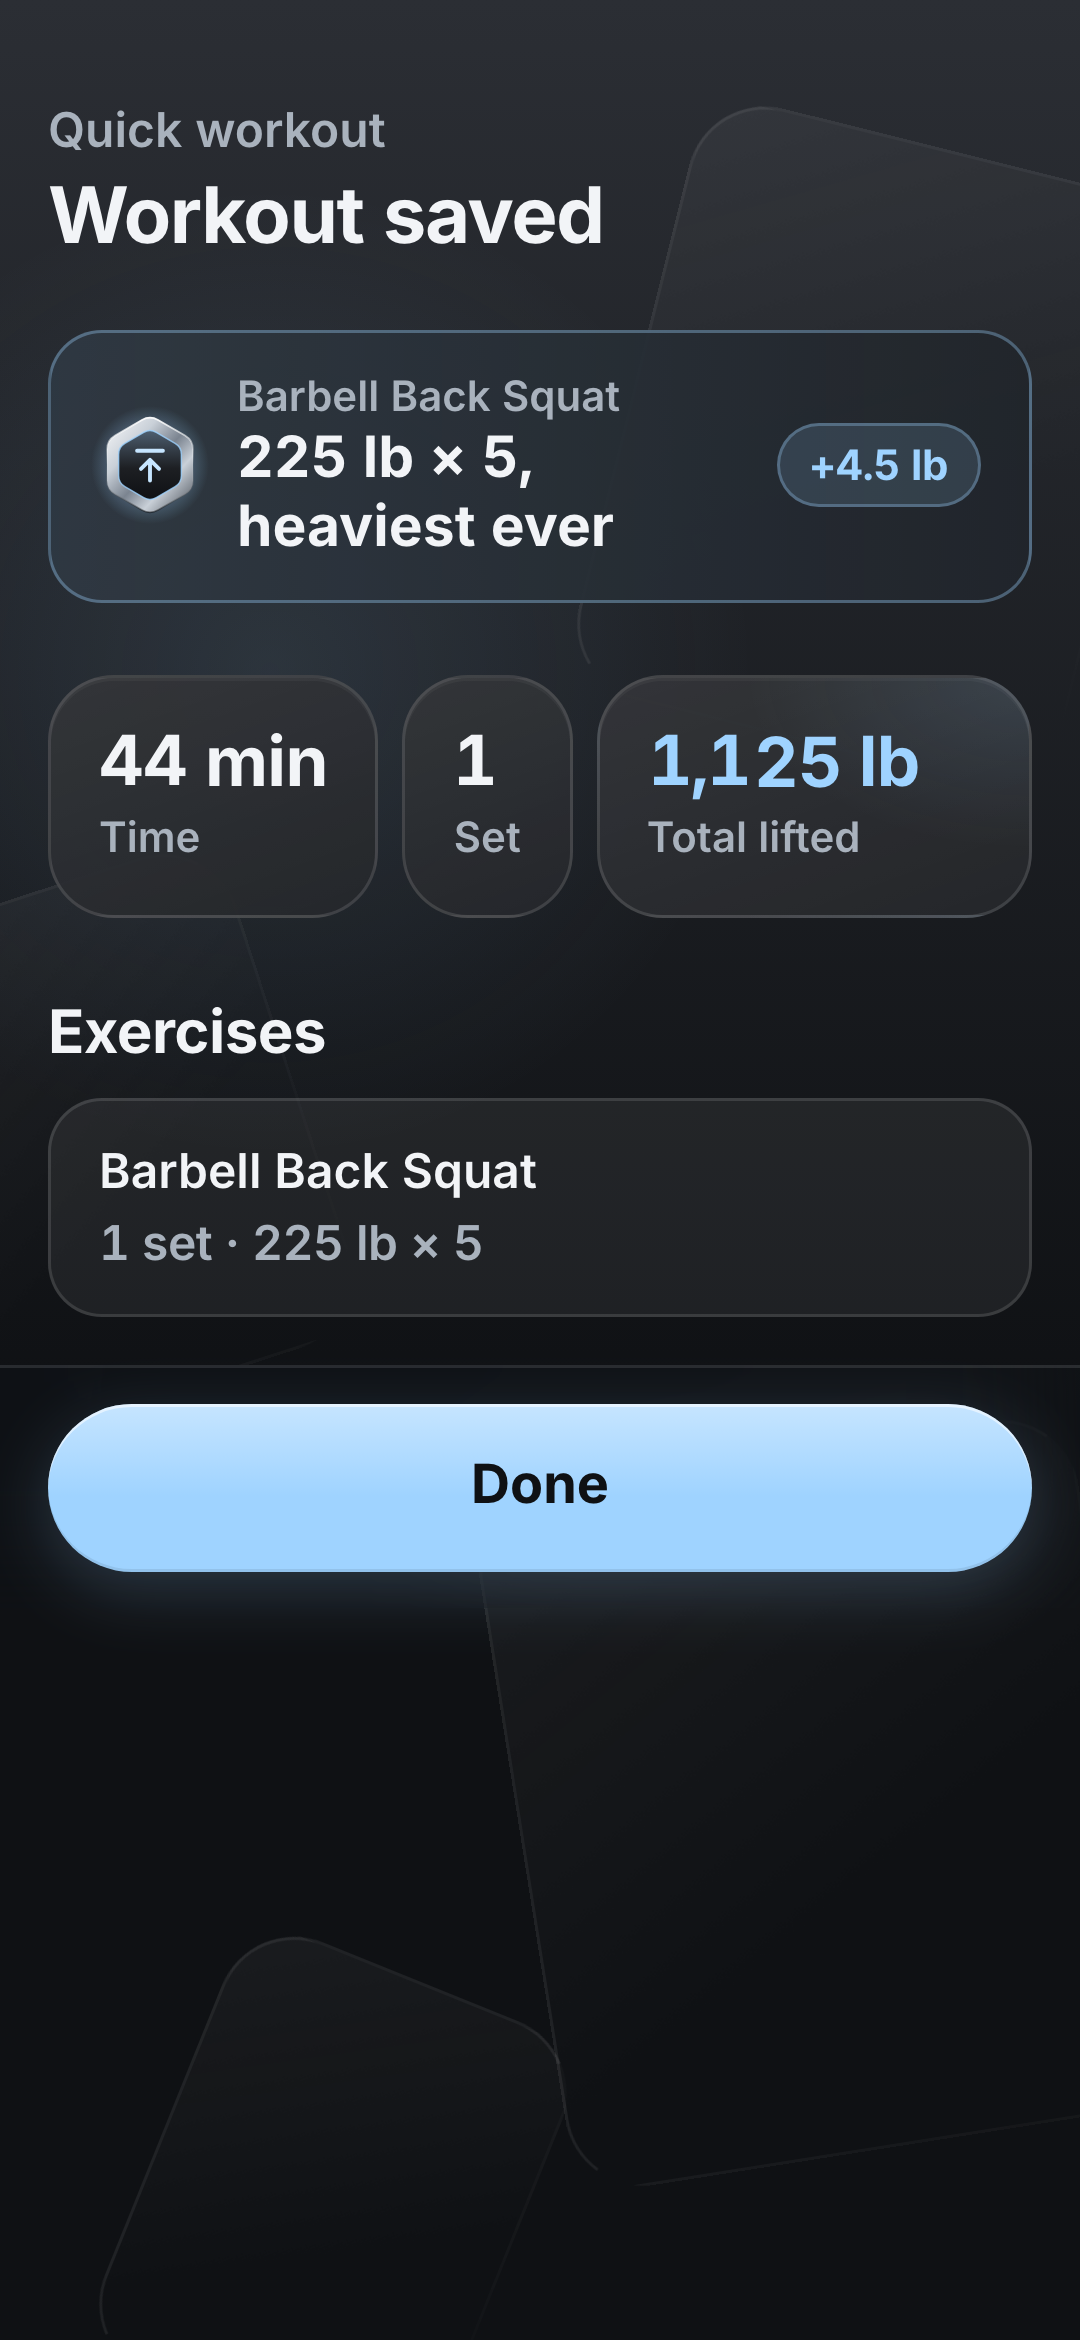 Quick workout
Workout saved
Barbell Back Squat
225 lb × 5,
heaviest ever
+4.5 lb
44 min
Time
1
Set
1,125 lb
Total lifted
Exercises
Barbell Back Squat
1 set · 225 lb × 5
Done